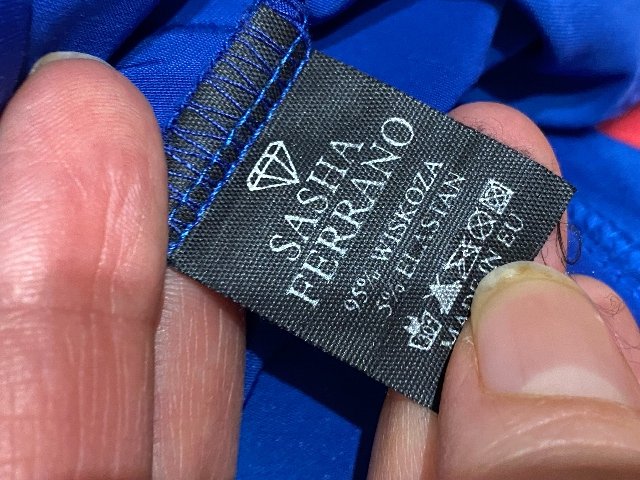 SASHA
FERRANO
95% WISKOZA
5% ELASTAN
MADE IN EU